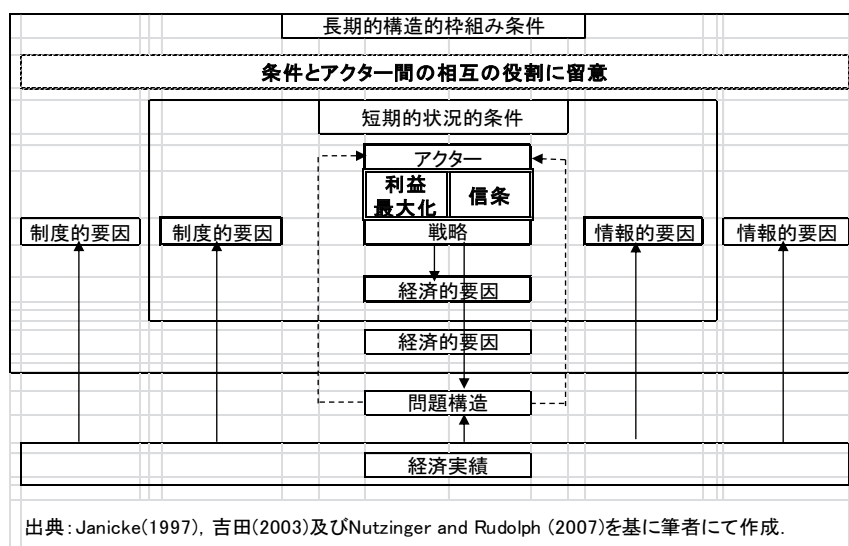 長期的構造的枠組み条件
条件とアクター間の相互の役割に留意
短期的状況的条件
アクター
利益
最大化
信条
制度的要因
制度的要因
戦略
情報的要因
情報的要因
経済的要因
経済的要因
問題構造
経済実績
出典：Janicke(1997), 吉田(2003)及びNutzinger and Rudolph (2007)を基に筆者にて作成.